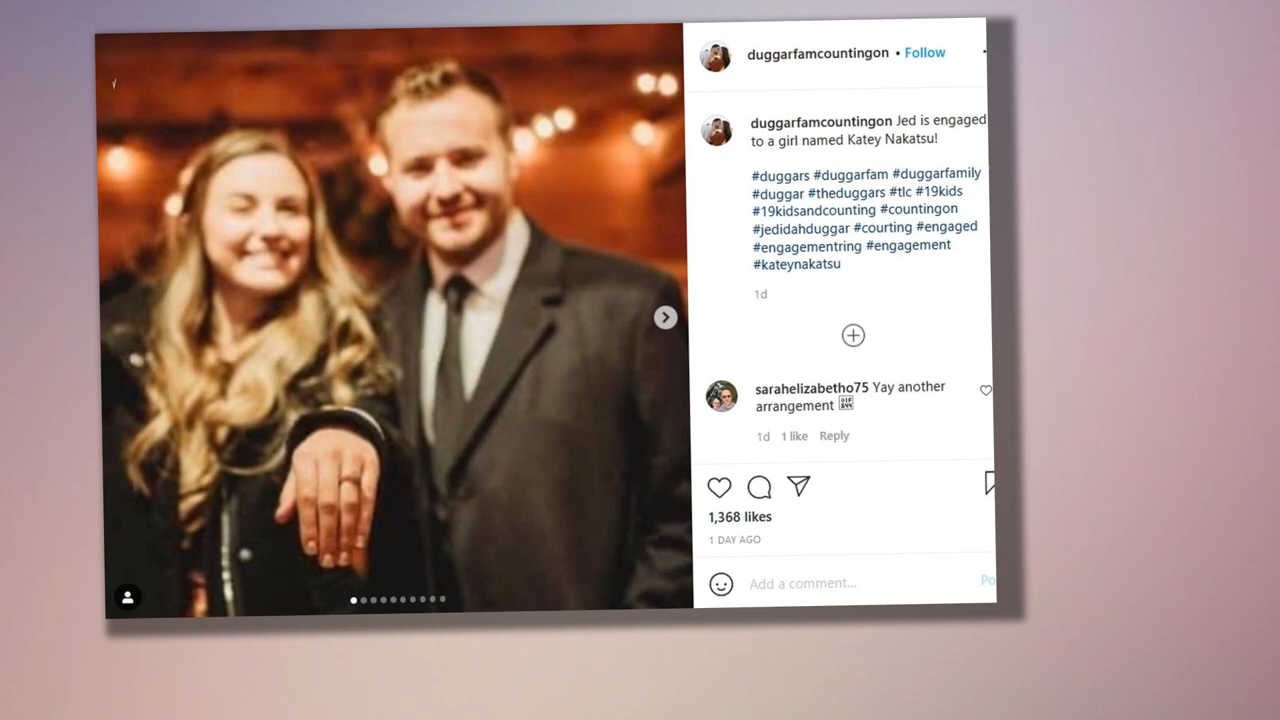 duggarfamcountingon • Follow
duggarfamcountingon Jed is engaged
to a girl named Katey Nakatsu!
#duggars #duggarfam #duggarfamily
#duggar #theduggars #tlc #19kids
#19kidsandcounting #countingon
#jedidahduggar #courting #engaged
#engagementring #engagement
#kateynakatsu
1d
sarahelizabetho75 Yay another
arrangement
1d 1 like Reply
1,368 likes
1 DAY AGO
Add a comment... Po